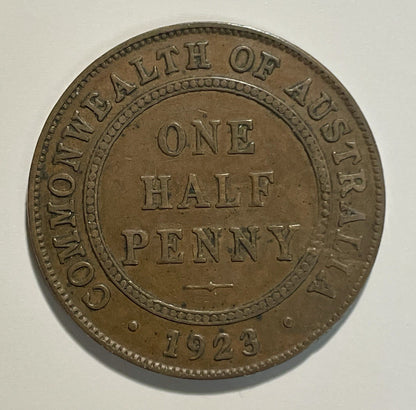 COMMONWEALTH OF AUSTRALIA
ONE
HALF
PENNY
· 1923 ·